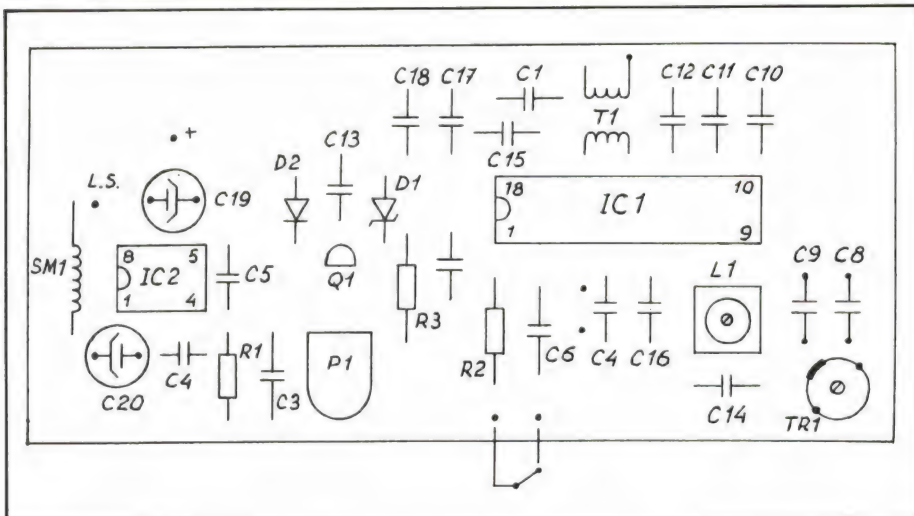 C18 C17 C1 C12 C11 C10
T1
+
C13
C15
D2 D1
L.S.
C19
18 10
IC1
1 9
SM1
8 5
IC2
1 4
C5
Q1
R3
L1
C9 C8
C20
C4
R1
C3
P1
R2
C6
C4
C16
C14
TR1